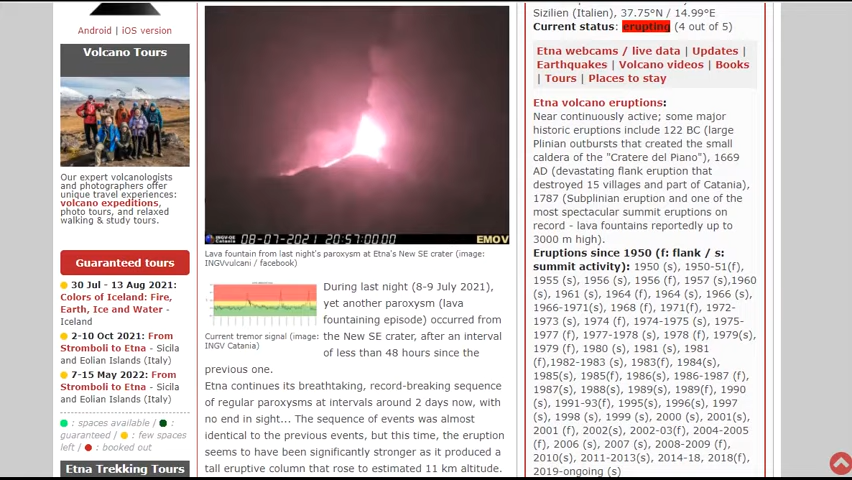 Android | iOS version
Volcano Tours
Our expert volcanologists
and photographers offer
unique travel experiences:
volcano expeditions,
photo tours, and relaxed
walking & study tours.
Guaranteed tours
30 Jul - 13 Aug 2021:
Colors of Iceland: Fire,
Earth, Ice and Water -
Iceland
2-10 Oct 2021: From
Stromboli to Etna - Sicila
and Eolian Islands (Italy)
7-15 May 2022: From
Stromboli to Etna - Sicila
and Eolian Islands (Italy)
: spaces available /
: guaranteed / : few spaces
left / : booked out
Etna Trekking Tours
INGV-OE
Catania
08-07-2021 20:57:00000
EMOV
Lava fountain from last night's paroxysm at Etna's New SE crater (image:
INGVvulcani / facebook)
Current tremor signal (image:
INGV Catania)
During last night (8-9 July 2021),
yet another paroxysm (lava
fountaining episode) occurred from
the New SE crater, after an interval
of less than 48 hours since the
previous one.
Etna continues its breathtaking, record-breaking sequence
of regular paroxysms at intervals around 2 days now, with
no end in sight... The sequence of events was almost
identical to the previous events, but this time, the eruption
seems to have been significantly stronger as it produced a
tall eruptive column that rose to estimated 11 km altitude.
Sizilien (Italien), 37.75°N / 14.99°E
Current status: erupting (4 out of 5)
Etna webcams / live data | Updates |
Earthquakes | Volcano videos | Books
| Tours | Places to stay
Etna volcano eruptions:
Near continuously active; some major
historic eruptions include 122 BC (large
Plinian outbursts that created the small
caldera of the "Cratere del Piano"), 1669
AD (devastating flank eruption that
destroyed 15 villages and part of Catania),
1787 (Subplinian eruption and one of the
most spectacular summit eruptions on
record - lava fountains reportedly up to
3000 m high).
Eruptions since 1950 (f: flank / s:
summit activity): 1950 (s), 1950-51(f),
1955 (s), 1956 (s), 1956 (f), 1957 (s),1960
(s), 1961 (s), 1964 (f), 1964 (s), 1966 (s),
1966-1971(s), 1968 (f), 1971(f), 1972-
1973 (s), 1974 (f), 1974-1975 (s), 1975-
1977 (f), 1977-1978 (s), 1978 (f), 1979(s),
1979 (f), 1980 (s), 1981 (s), 1981
(f),1982-1983 (s), 1983(f), 1984(s),
1985(s), 1985(f), 1986(s), 1986-1987 (f),
1987(s), 1988(s), 1989(s), 1989(f), 1990
(s), 1991-93(f), 1995(s), 1996(s), 1997
(s), 1998 (s), 1999 (s), 2000 (s), 2001(s),
2001 (f), 2002(s), 2002-03(f), 2004-2005
(f), 2006 (s), 2007 (s), 2008-2009 (f),
2010(s), 2011-2013(s), 2014-18, 2018(f),
2019-ongoing (s)